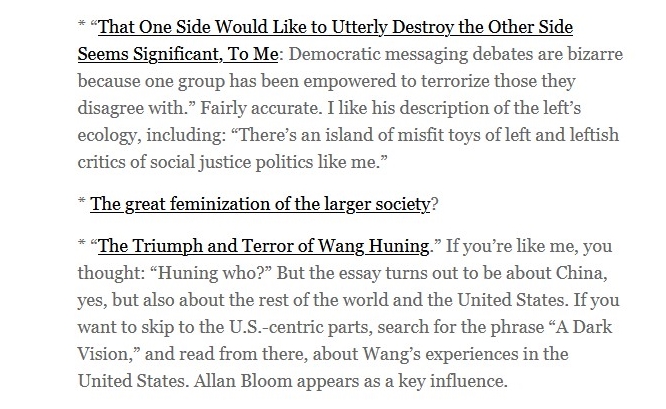 * “That One Side Would Like to Utterly Destroy the Other Side
Seems Significant, To Me: Democratic messaging debates are bizarre
because one group has been empowered to terrorize those they
disagree with.” Fairly accurate. I like his description of the left’s
ecology, including: “There’s an island of misfit toys of left and leftish
critics of social justice politics like me.”
* The great feminization of the larger society?
* “The Triumph and Terror of Wang Huning.” If you’re like me, you
thought: “Huning who?” But the essay turns out to be about China,
yes, but also about the rest of the world and the United States. If you
want to skip to the U.S.-centric parts, search for the phrase “A Dark
Vision,” and read from there, about Wang’s experiences in the
United States. Allan Bloom appears as a key influence.